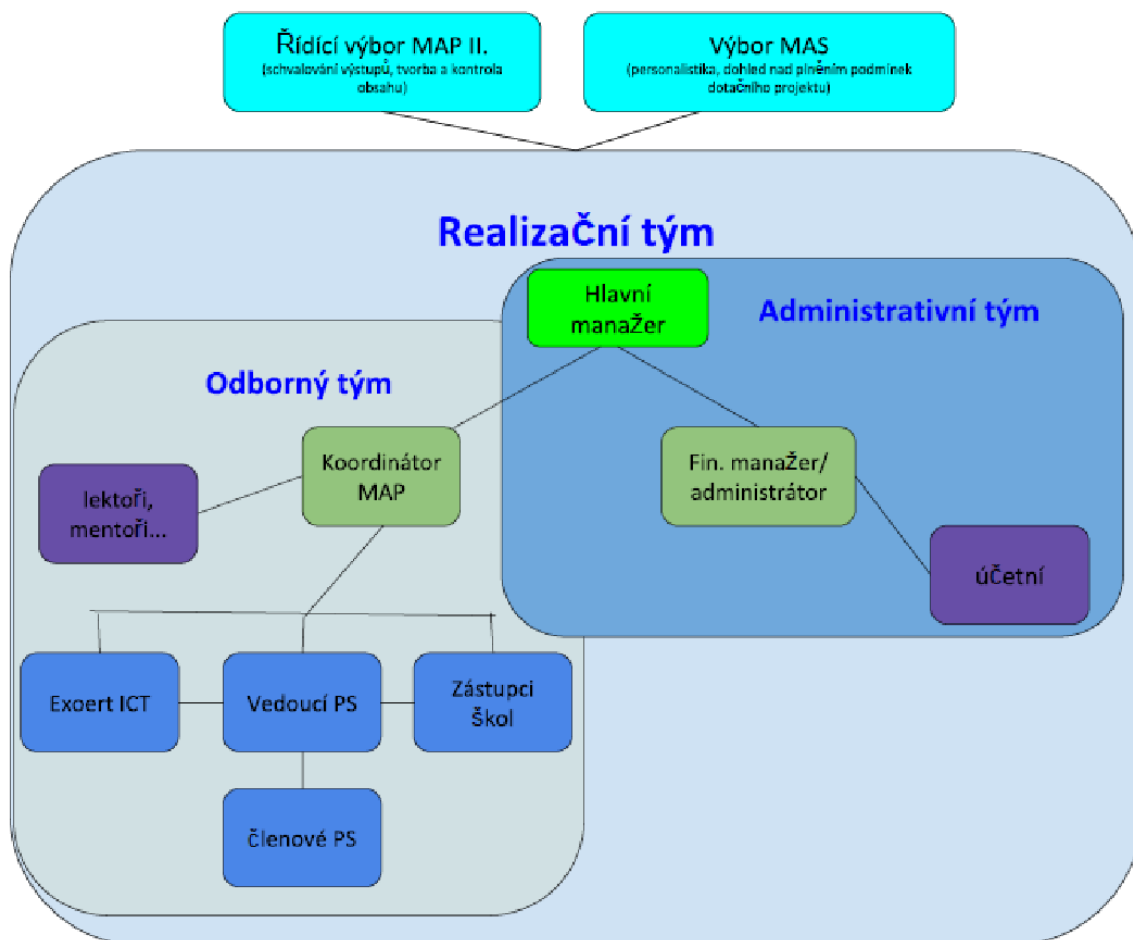 Řídící výbor MAP II.
(schvalování výstupů, tvorba a kontrola
obsahu)
Výbor MAS
(personalistika, dohled nad plněním podmínek
dotačního projektu)
Realizační tým
Hlavní
manažer
Administrativní tým
Odborný tým
Koordinátor
MAP
Fin. manažer/
administrátor
lektoři,
mentoři...
účetní
Exoert ICT
Vedoucí PS
Zástupci
škol
členové PS